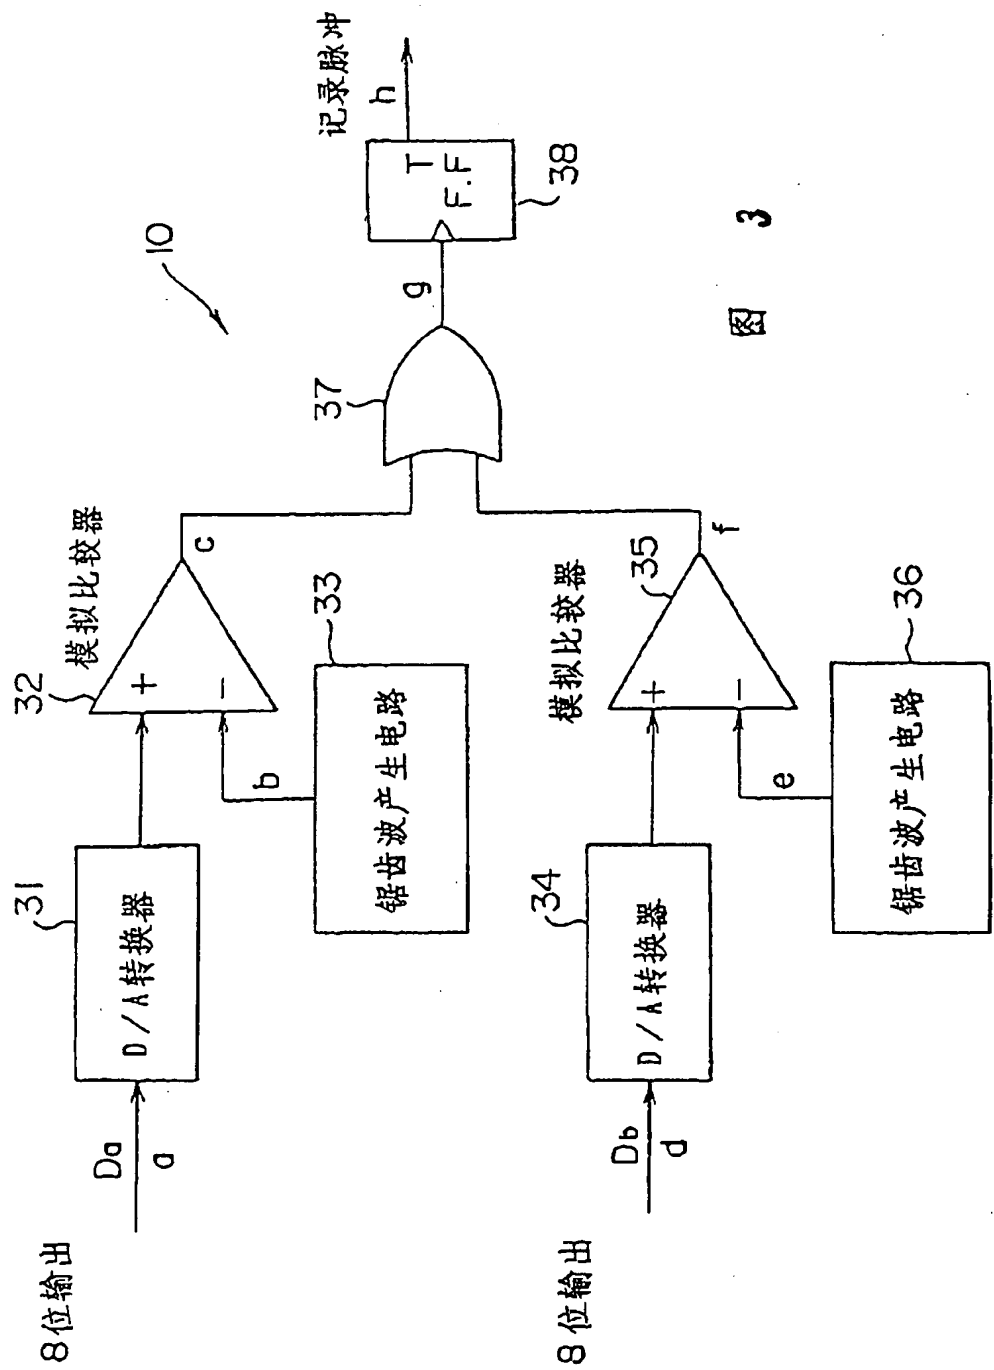 10
8位输出
Da
a
31
D/A转换器
32
模拟比较器
+
-
b
c
33
锯齿波产生电路
37
g
T
F.F
38
h
记录脉冲
8位输出
Db
d
34
D/A转换器
模拟比较器
35
+
-
e
f
36
锯齿波产生电路
图 3